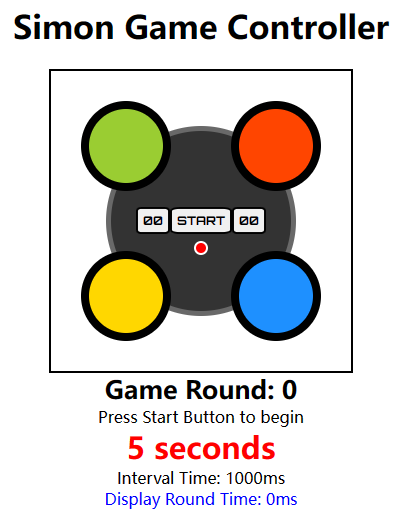 Simon Game Controller
00 START 00
Game Round: 0
Press Start Button to begin
5 seconds
Interval Time: 1000ms
Display Round Time: 0ms